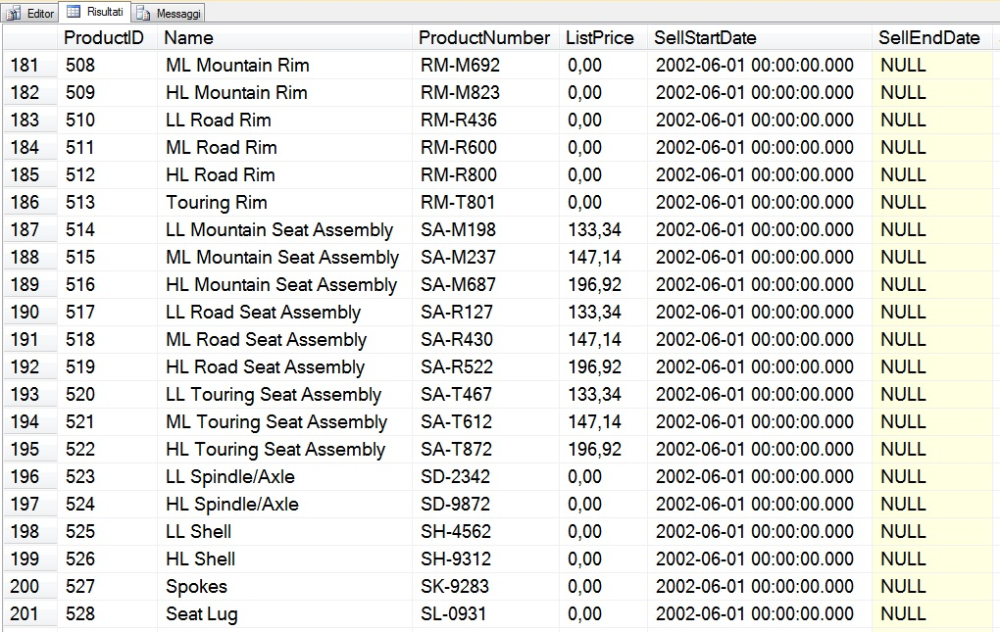 Editor Risultati Messaggi
ProductID Name ProductNumber ListPrice SellStartDate SellEndDate
181 508 ML Mountain Rim RM-M692 0,00 2002-06-01 00:00:00.000 NULL
182 509 HL Mountain Rim RM-M823 0,00 2002-06-01 00:00:00.000 NULL
183 510 LL Road Rim RM-R436 0,00 2002-06-01 00:00:00.000 NULL
184 511 ML Road Rim RM-R600 0,00 2002-06-01 00:00:00.000 NULL
185 512 HL Road Rim RM-R800 0,00 2002-06-01 00:00:00.000 NULL
186 513 Touring Rim RM-T801 0,00 2002-06-01 00:00:00.000 NULL
187 514 LL Mountain Seat Assembly SA-M198 133,34 2002-06-01 00:00:00.000 NULL
188 515 ML Mountain Seat Assembly SA-M237 147,14 2002-06-01 00:00:00.000 NULL
189 516 HL Mountain Seat Assembly SA-M687 196,92 2002-06-01 00:00:00.000 NULL
190 517 LL Road Seat Assembly SA-R127 133,34 2002-06-01 00:00:00.000 NULL
191 518 ML Road Seat Assembly SA-R430 147,14 2002-06-01 00:00:00.000 NULL
192 519 HL Road Seat Assembly SA-R522 196,92 2002-06-01 00:00:00.000 NULL
193 520 LL Touring Seat Assembly SA-T467 133,34 2002-06-01 00:00:00.000 NULL
194 521 ML Touring Seat Assembly SA-T612 147,14 2002-06-01 00:00:00.000 NULL
195 522 HL Touring Seat Assembly SA-T872 196,92 2002-06-01 00:00:00.000 NULL
196 523 LL Spindle/Axle SD-2342 0,00 2002-06-01 00:00:00.000 NULL
197 524 HL Spindle/Axle SD-9872 0,00 2002-06-01 00:00:00.000 NULL
198 525 LL Shell SH-4562 0,00 2002-06-01 00:00:00.000 NULL
199 526 HL Shell SH-9312 0,00 2002-06-01 00:00:00.000 NULL
200 527 Spokes SK-9283 0,00 2002-06-01 00:00:00.000 NULL
201 528 Seat Lug SL-0931 0,00 2002-06-01 00:00:00.000 NULL